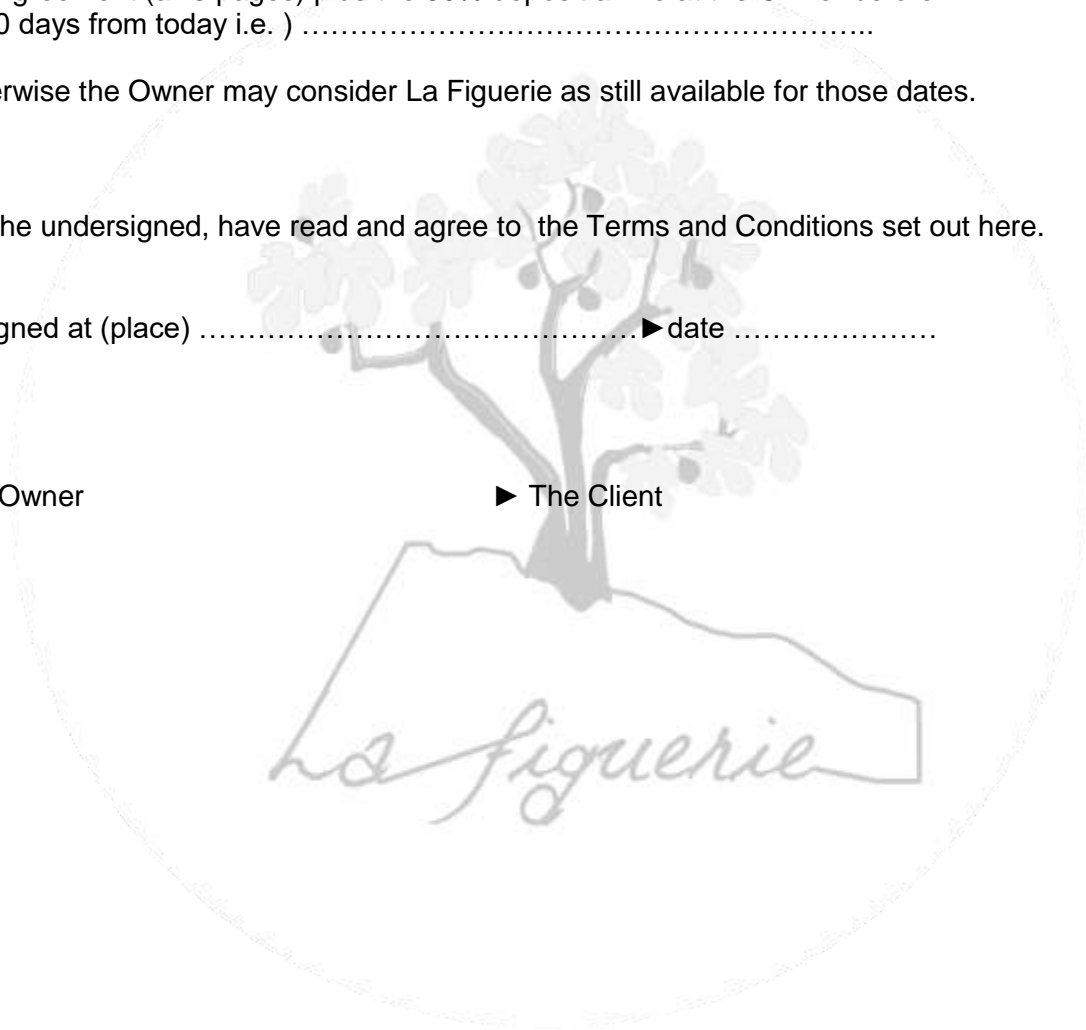 0 days from today i.e. ) …………………………………………………..
erwise the Owner may consider La Figuerie as still available for those dates.
he undersigned, have read and agree to  the Terms and Conditions set out here.
gned at (place) ……………………………………….►date …………………
Owner ► The Client
La figuerie